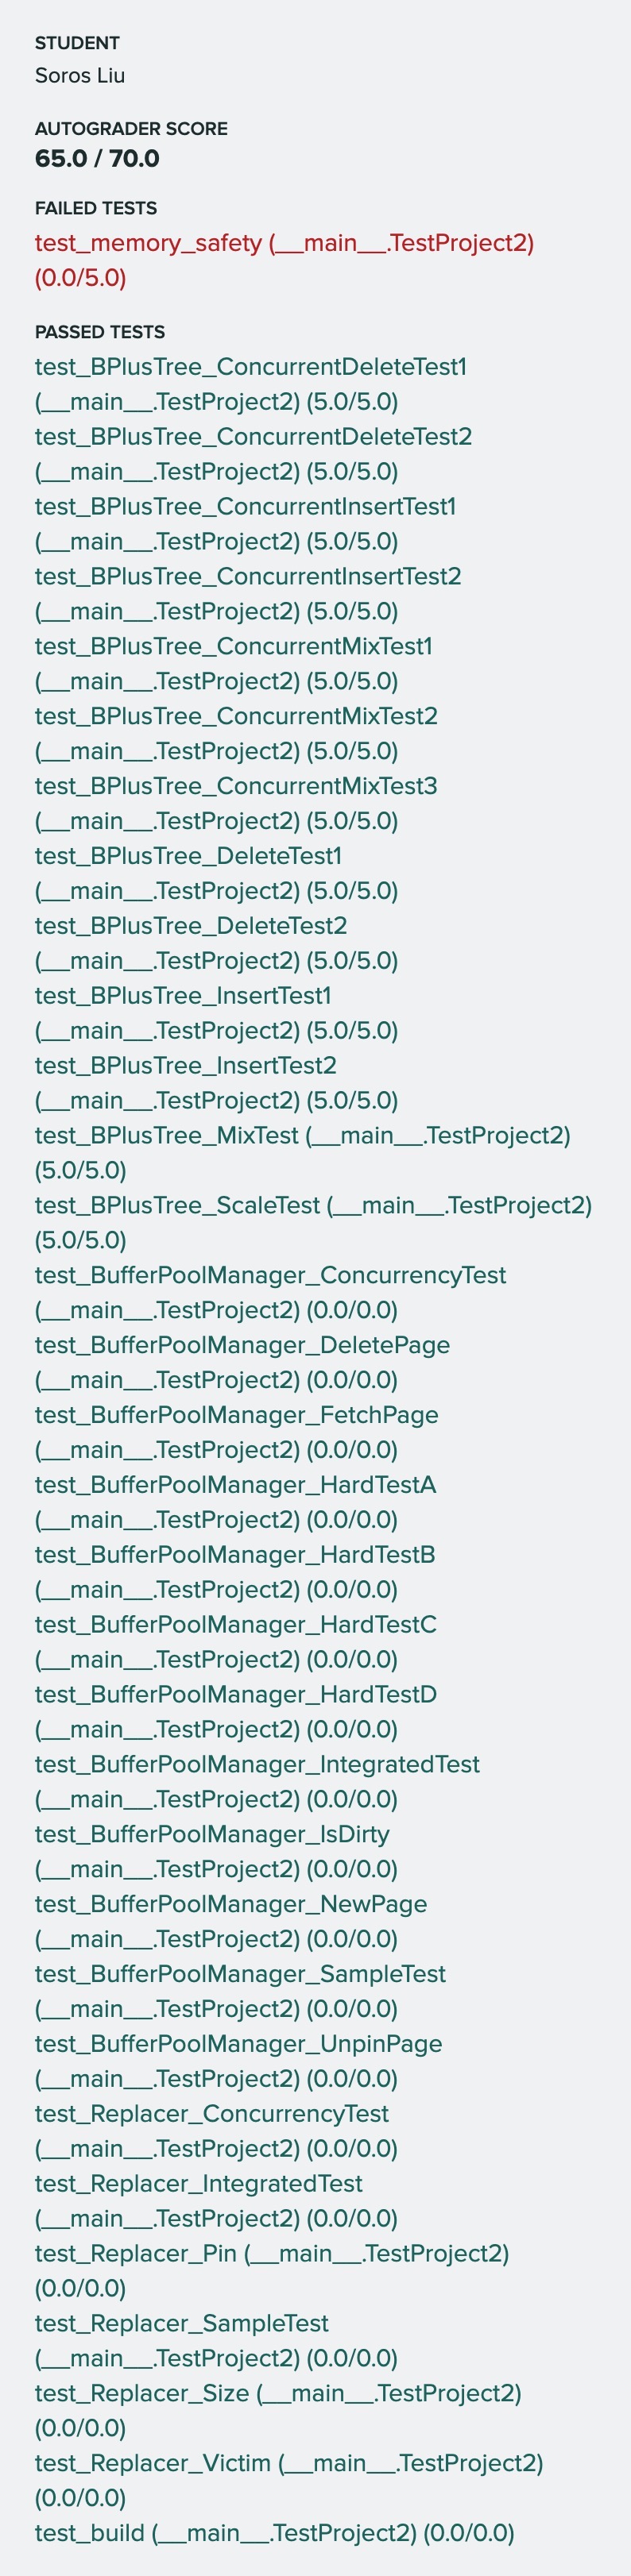 STUDENT
Soros Liu
AUTOGRADER SCORE
65.0 / 70.0
FAILED TESTS
test_memory_safety (__main__.TestProject2)
(0.0/5.0)
PASSED TESTS
test_BPlusTree_ConcurrentDeleteTest1
(__main__.TestProject2) (5.0/5.0)
test_BPlusTree_ConcurrentDeleteTest2
(__main__.TestProject2) (5.0/5.0)
test_BPlusTree_ConcurrentInsertTest1
(__main__.TestProject2) (5.0/5.0)
test_BPlusTree_ConcurrentInsertTest2
(__main__.TestProject2) (5.0/5.0)
test_BPlusTree_ConcurrentMixTest1
(__main__.TestProject2) (5.0/5.0)
test_BPlusTree_ConcurrentMixTest2
(__main__.TestProject2) (5.0/5.0)
test_BPlusTree_ConcurrentMixTest3
(__main__.TestProject2) (5.0/5.0)
test_BPlusTree_DeleteTest1
(__main__.TestProject2) (5.0/5.0)
test_BPlusTree_DeleteTest2
(__main__.TestProject2) (5.0/5.0)
test_BPlusTree_InsertTest1
(__main__.TestProject2) (5.0/5.0)
test_BPlusTree_InsertTest2
(__main__.TestProject2) (5.0/5.0)
test_BPlusTree_MixTest (__main__.TestProject2)
(5.0/5.0)
test_BPlusTree_ScaleTest (__main__.TestProject2)
(5.0/5.0)
test_BufferPoolManager_ConcurrencyTest
(__main__.TestProject2) (0.0/0.0)
test_BufferPoolManager_DeletePage
(__main__.TestProject2) (0.0/0.0)
test_BufferPoolManager_FetchPage
(__main__.TestProject2) (0.0/0.0)
test_BufferPoolManager_HardTestA
(__main__.TestProject2) (0.0/0.0)
test_BufferPoolManager_HardTestB
(__main__.TestProject2) (0.0/0.0)
test_BufferPoolManager_HardTestC
(__main__.TestProject2) (0.0/0.0)
test_BufferPoolManager_HardTestD
(__main__.TestProject2) (0.0/0.0)
test_BufferPoolManager_IntegratedTest
(__main__.TestProject2) (0.0/0.0)
test_BufferPoolManager_IsDirty
(__main__.TestProject2) (0.0/0.0)
test_BufferPoolManager_NewPage
(__main__.TestProject2) (0.0/0.0)
test_BufferPoolManager_SampleTest
(__main__.TestProject2) (0.0/0.0)
test_BufferPoolManager_UnpinPage
(__main__.TestProject2) (0.0/0.0)
test_Replacer_ConcurrencyTest
(__main__.TestProject2) (0.0/0.0)
test_Replacer_IntegratedTest
(__main__.TestProject2) (0.0/0.0)
test_Replacer_Pin (__main__.TestProject2)
(0.0/0.0)
test_Replacer_SampleTest
(__main__.TestProject2) (0.0/0.0)
test_Replacer_Size (__main__.TestProject2)
(0.0/0.0)
test_Replacer_Victim (__main__.TestProject2)
(0.0/0.0)
test_build (__main__.TestProject2) (0.0/0.0)